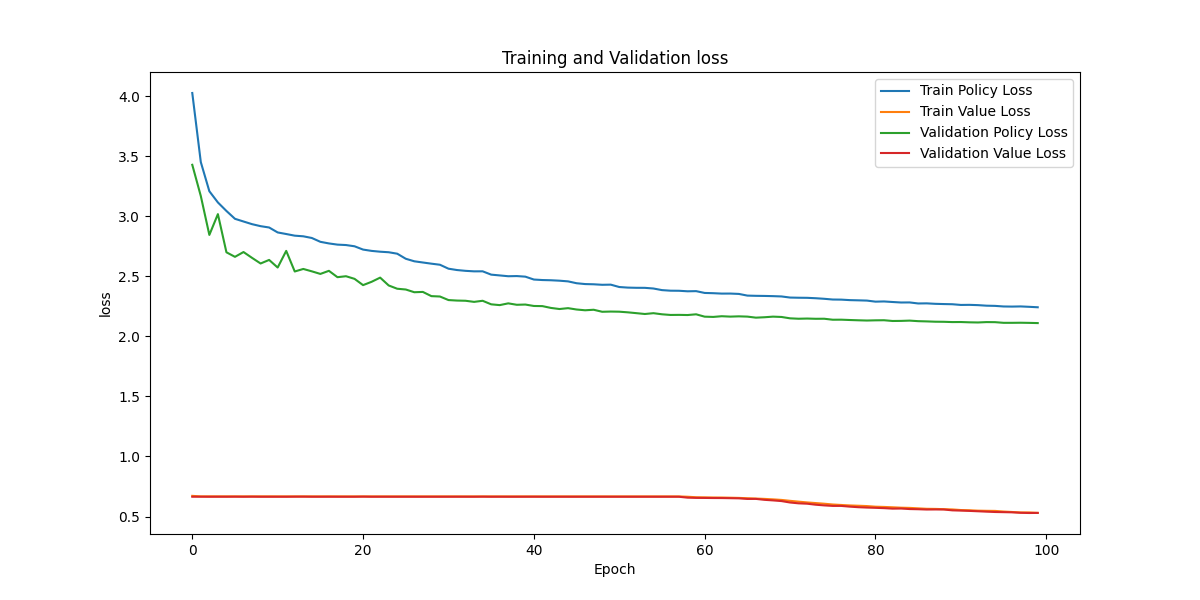 Training and Validation loss
Train Policy Loss
Train Value Loss
Validation Policy Loss
Validation Value Loss
4.0
3.5
3.0
2.5
2.0
1.5
1.0
0.5
loss
0 20 40 60 80 100
Epoch